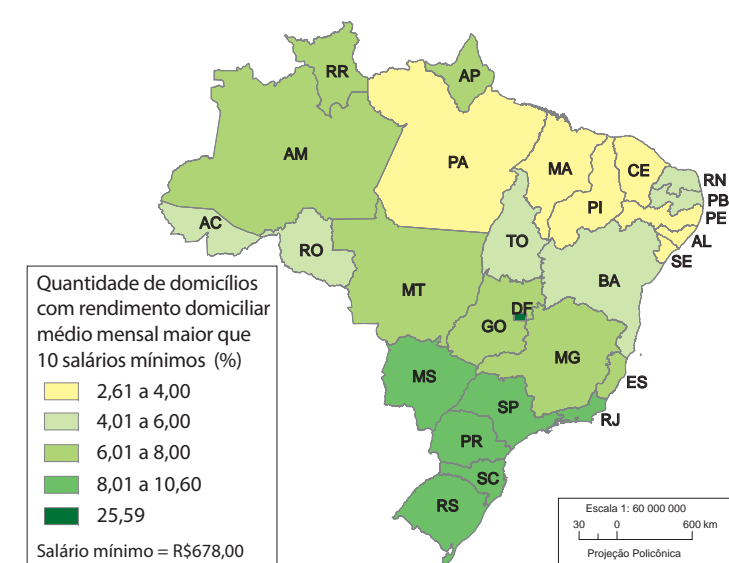 RR
AP
AM
PA
MA
CE
RN
PB
PE
AL
SE
PI
AC
RO
TO
BA
MT
DF
GO
MG
ES
MS
SP
RJ
PR
SC
RS
Quantidade de domicílios
com rendimento domiciliar
médio mensal maior que
10 salários mínimos (%)
2,61 a 4,00
4,01 a 6,00
6,01 a 8,00
8,01 a 10,60
25,59
Salário mínimo = R$678,00
Escala 1: 60 000 000
30 0 600 km
Projeção Policônica